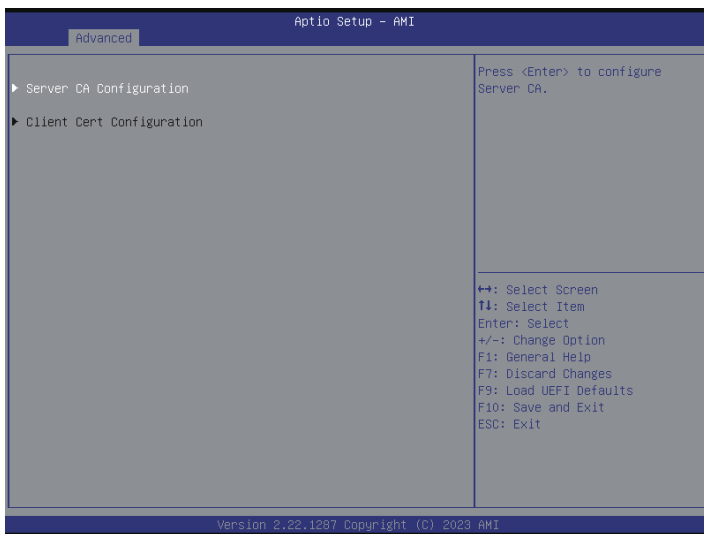 Aptio Setup – AMI
Advanced
▶ Server CA Configuration
▶ Client Cert Configuration
Press <Enter> to configure
Server CA.
↔: Select Screen
↑↓: Select Item
Enter: Select
+/-: Change Option
F1: General Help
F7: Discard Changes
F9: Load UEFI Defaults
F10: Save and Exit
ESC: Exit
Version 2.22.1287 Copyright (C) 2023 AMI